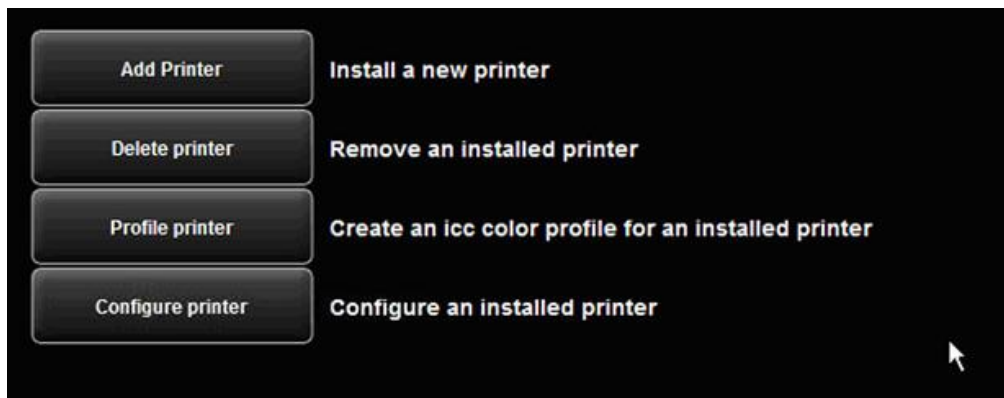 Add Printer Install a new printer
Delete printer Remove an installed printer
Profile printer Create an icc color profile for an installed printer
Configure printer Configure an installed printer